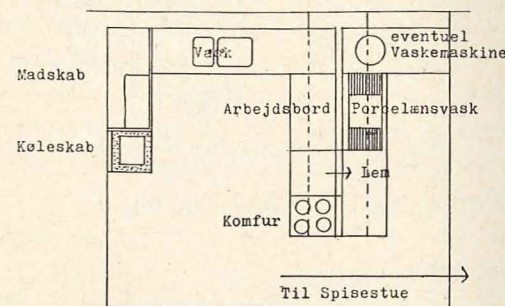 eventuel
Vaskemaskine
Vask
Madskab
Arbejdsbord
Porcelænsvask
Køleskab
Lem
Komfur
Til Spisestue